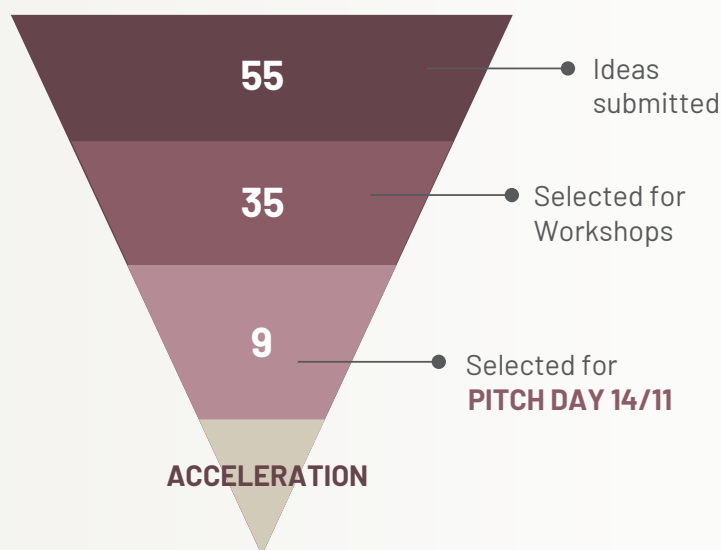 55
Ideas
submitted
35
Selected for
Workshops
9
Selected for
PITCH DAY 14/11
ACCELERATION